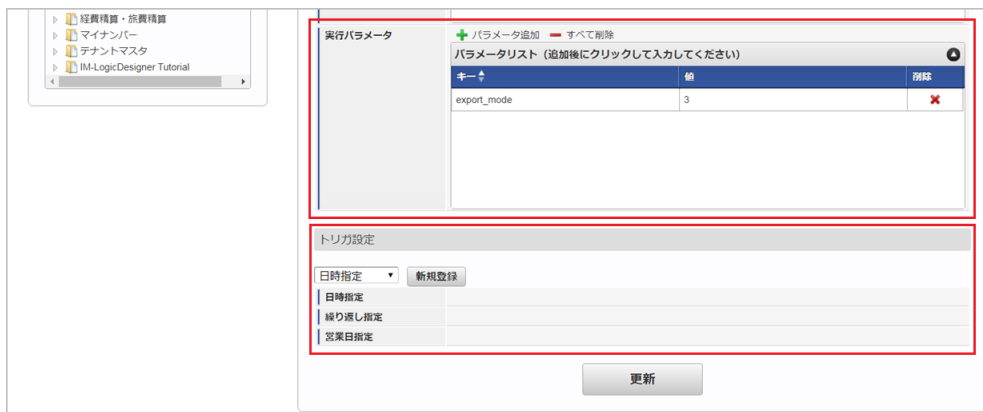 経費精算・旅費精算
マイナンバー
テナントマスタ
IM-LogicDesigner Tutorial
実行パラメータ
パラメータ追加 すべて削除
パラメータリスト（追加後にクリックして入力してください）
キー 値 削除
export_mode 3
トリガ設定
日時指定 新規登録
日時指定
繰り返し指定
営業日指定
更新